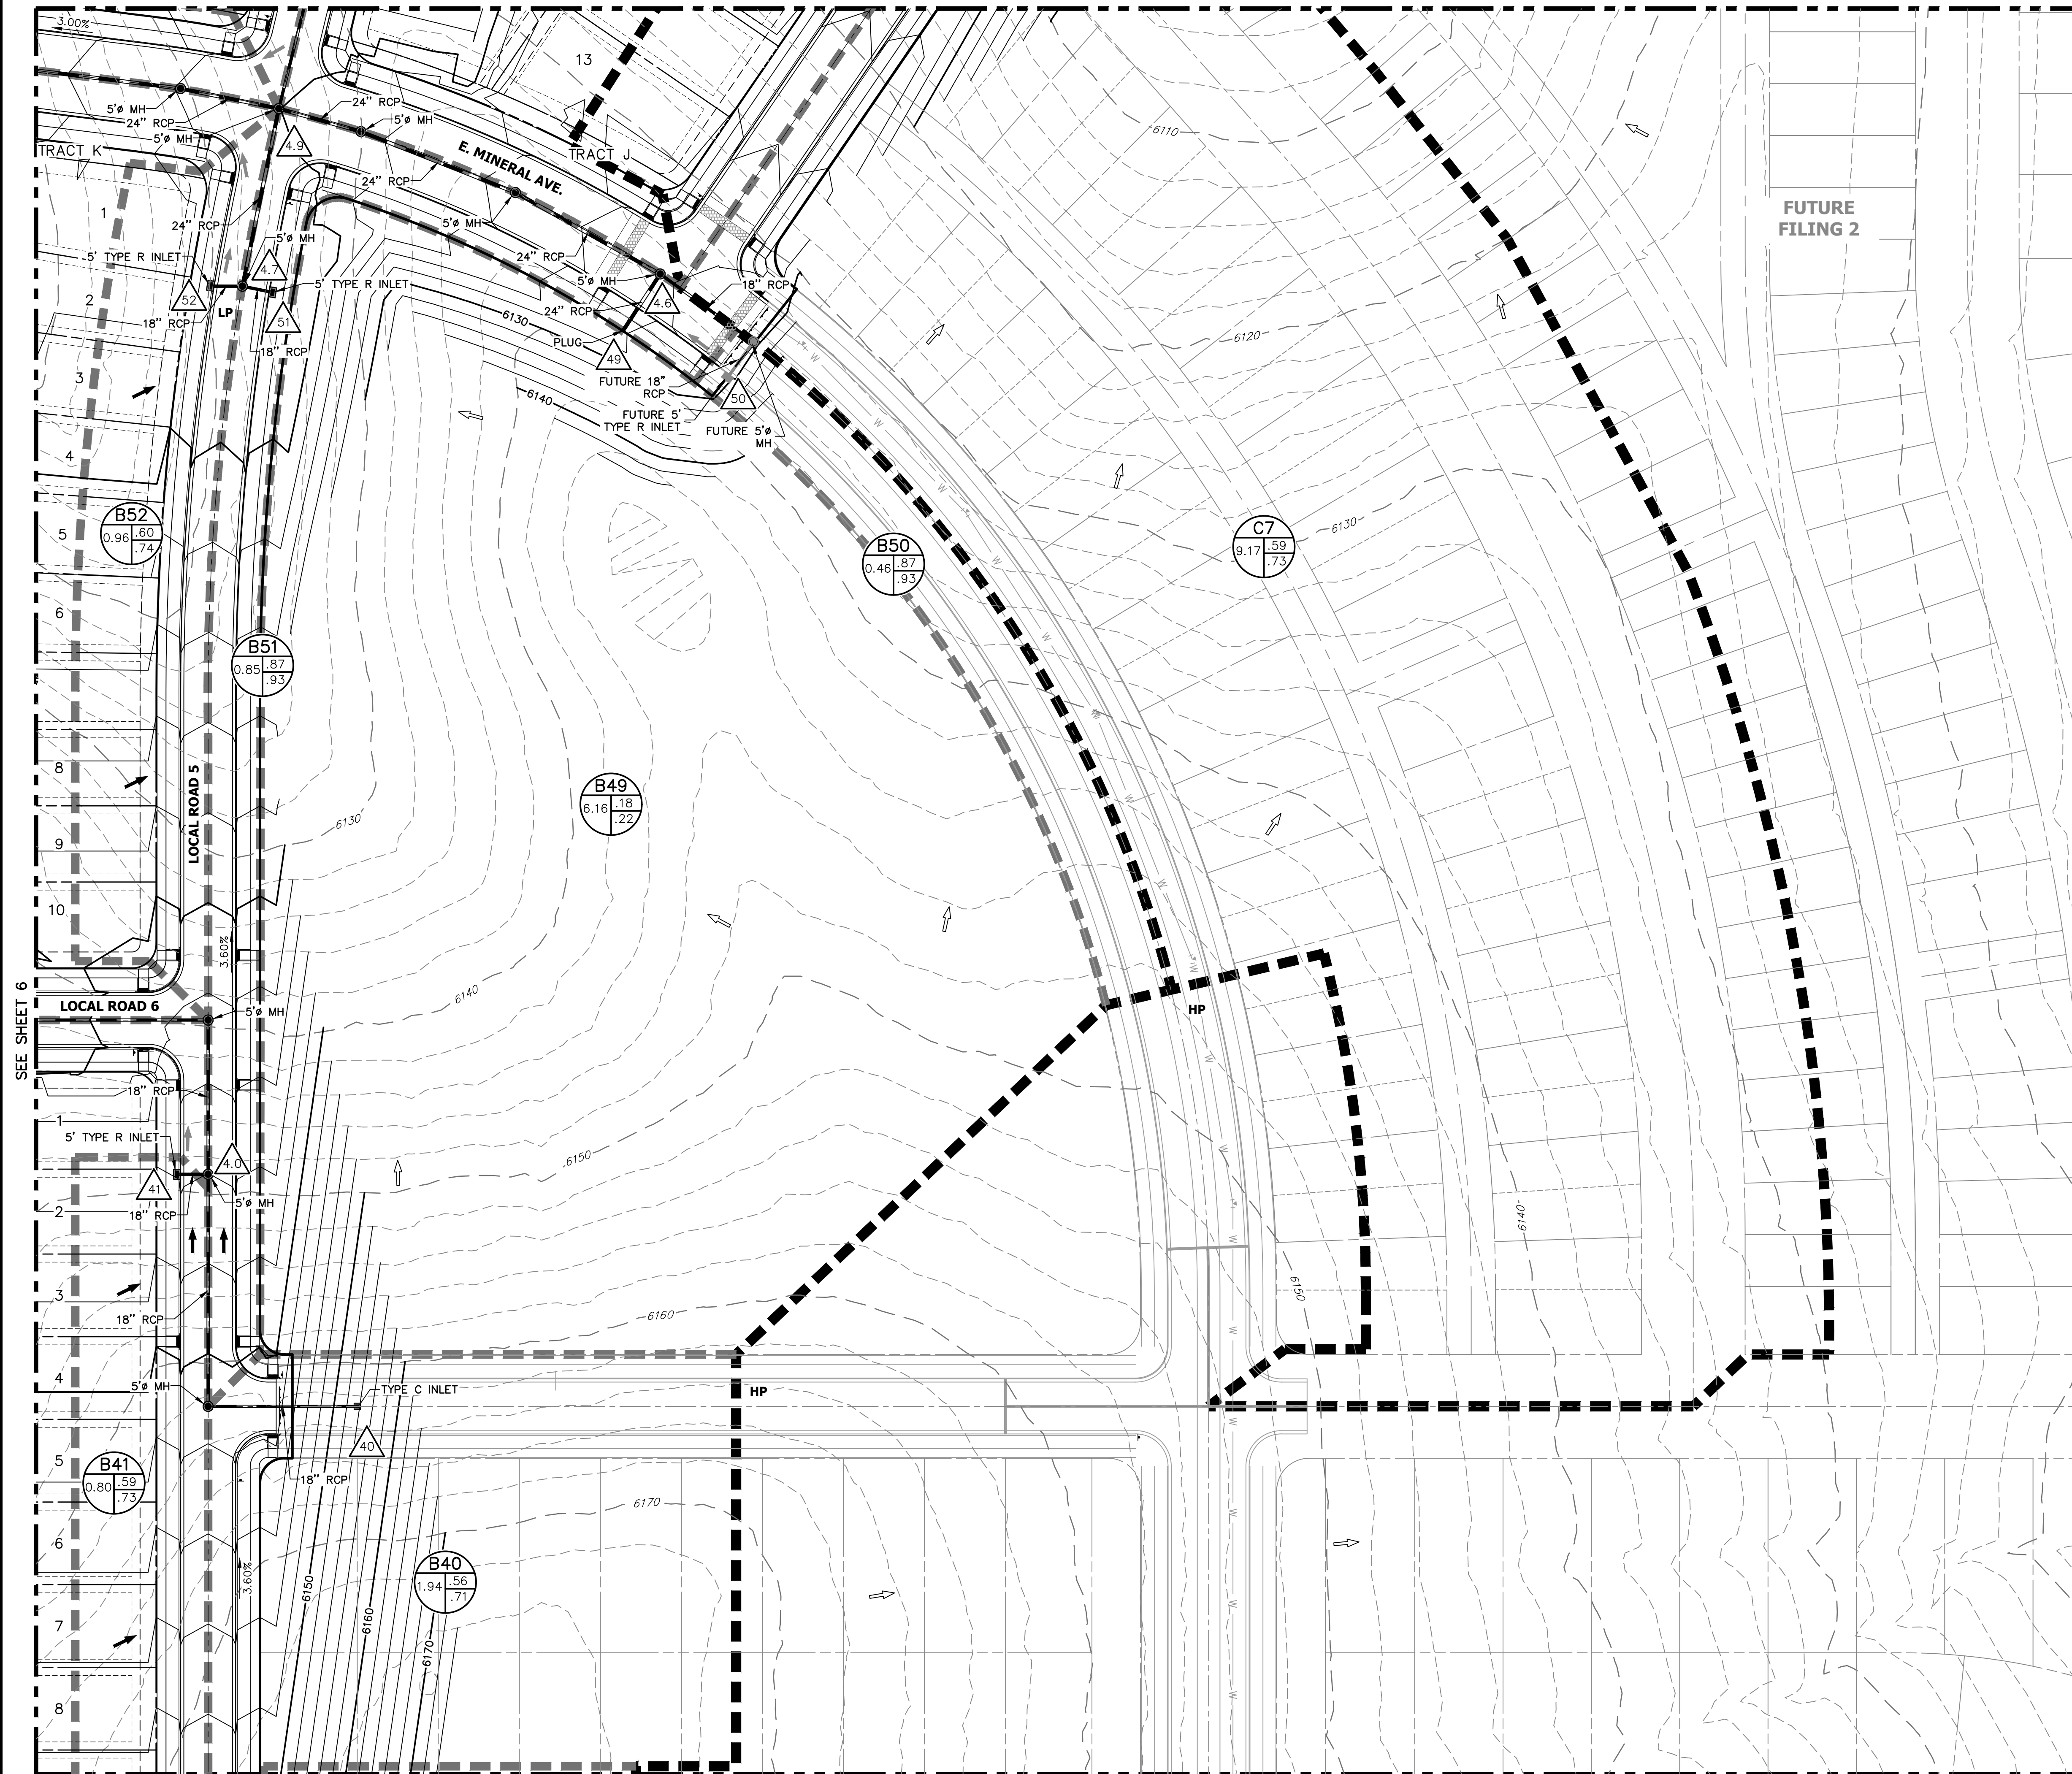 3.00%
13
5'ø MH
24" RCP
24" RCP
5'ø MH
5'ø MH
4.9
TRACT K
E. MINERAL AVE.
TRACT J
6110
24" RCP
1
FUTURE
FILING 2
24" RCP
5'ø MH
5'ø MH
5' TYPE R INLET
4.7
24" RCP
5'ø MH
5' TYPE R INLET
18" RCP
2
52
4.6
LP
51
24" RCP
18" RCP
6130
6120
18" RCP
PLUG
49
3
FUTURE 18"
RCP
6140
50
FUTURE 5'
TYPE R INLET
FUTURE 5'ø
MH
W
W
4
W
W
B52
0.96
.60
.74
5
C7
9.17
.59
.73
6130
B50
0.46
.87
.93
W
6
W
B51
0.85
.87
.93
W
8
LOCAL ROAD 5
B49
6.16
.18
.22
W
6130
9
W
10
3.60%
W
6140
SEE SHEET 6
LOCAL ROAD 6
5'ø MH
HP
W
18" RCP
1
5' TYPE R INLET
4.0
W
6150
41
5'ø MH
2
18" RCP
6140
W
3
6150
18" RCP
6160
W
4
5'ø MH
TYPE C INLET
HP
W
40
5
B41
0.80
.59
.73
18" RCP
W
6170
W
6
3.60%
B40
1.94
.56
.71
6150
6160
6170
W
7
W
8
W